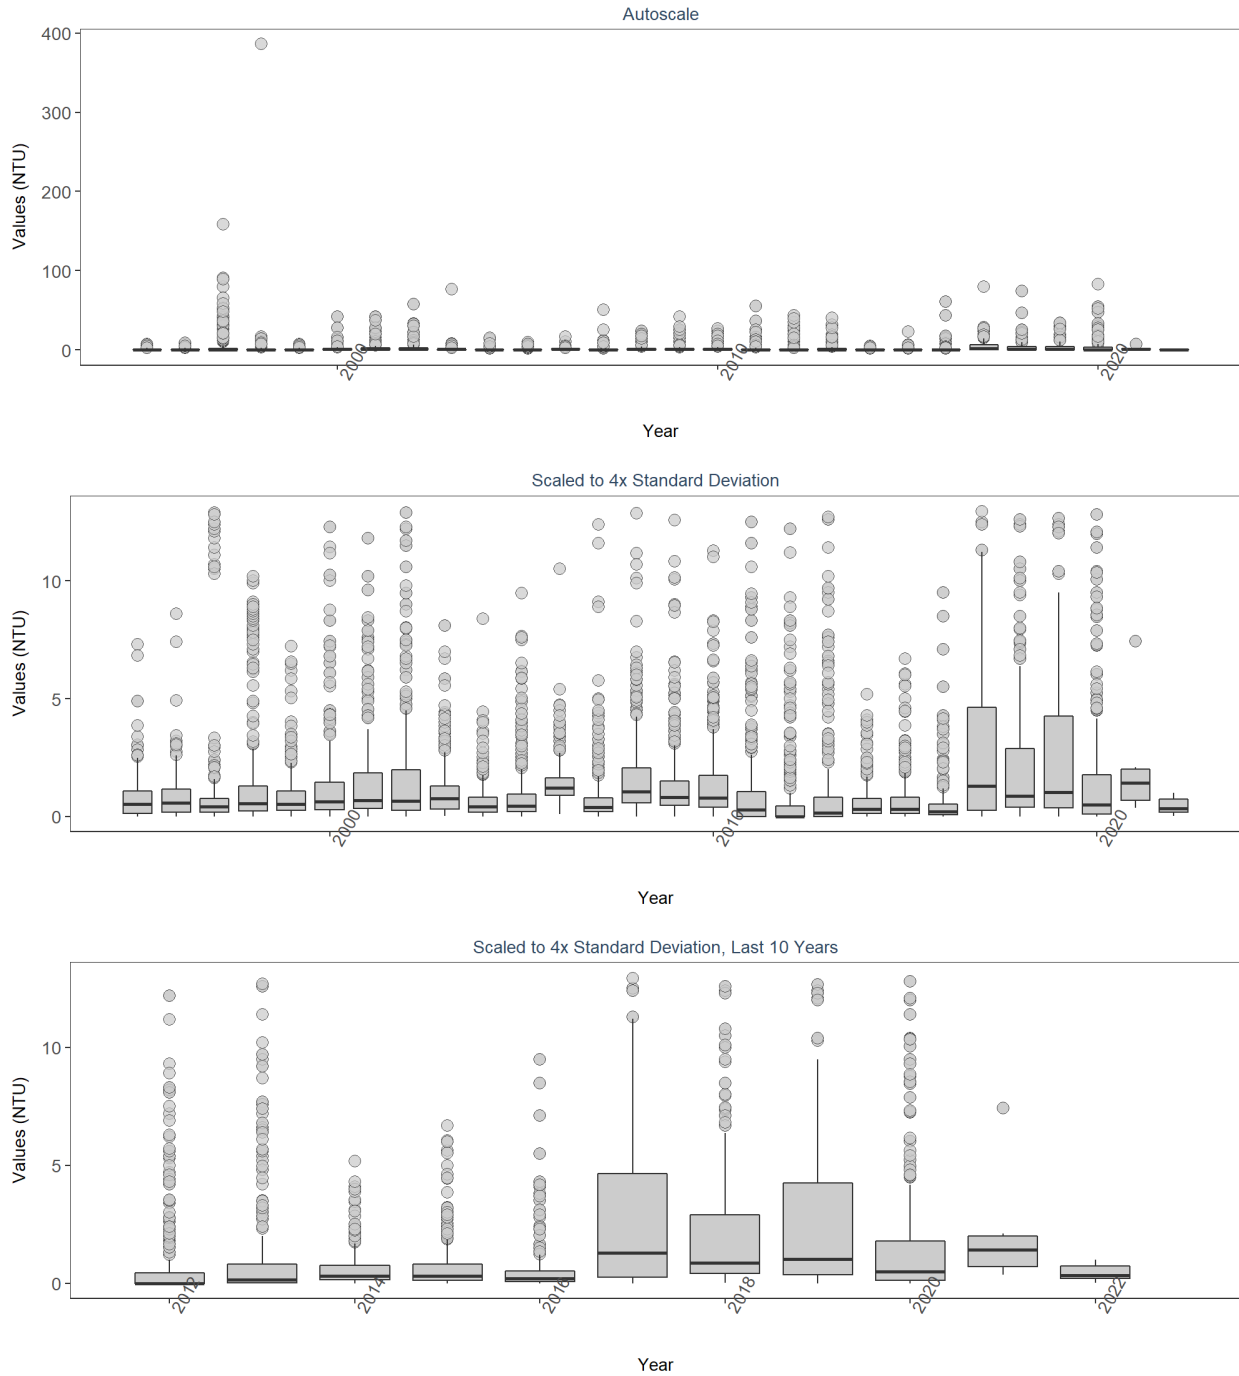 Autoscale
400
300
200
100
0
Values (NTU)
2000
2010
2020
Year
Scaled to 4x Standard Deviation
10
5
0
Values (NTU)
2000
2010
2020
Year
Scaled to 4x Standard Deviation, Last 10 Years
10
5
0
Values (NTU)
2012
2014
2016
2018
2020
2022
Year